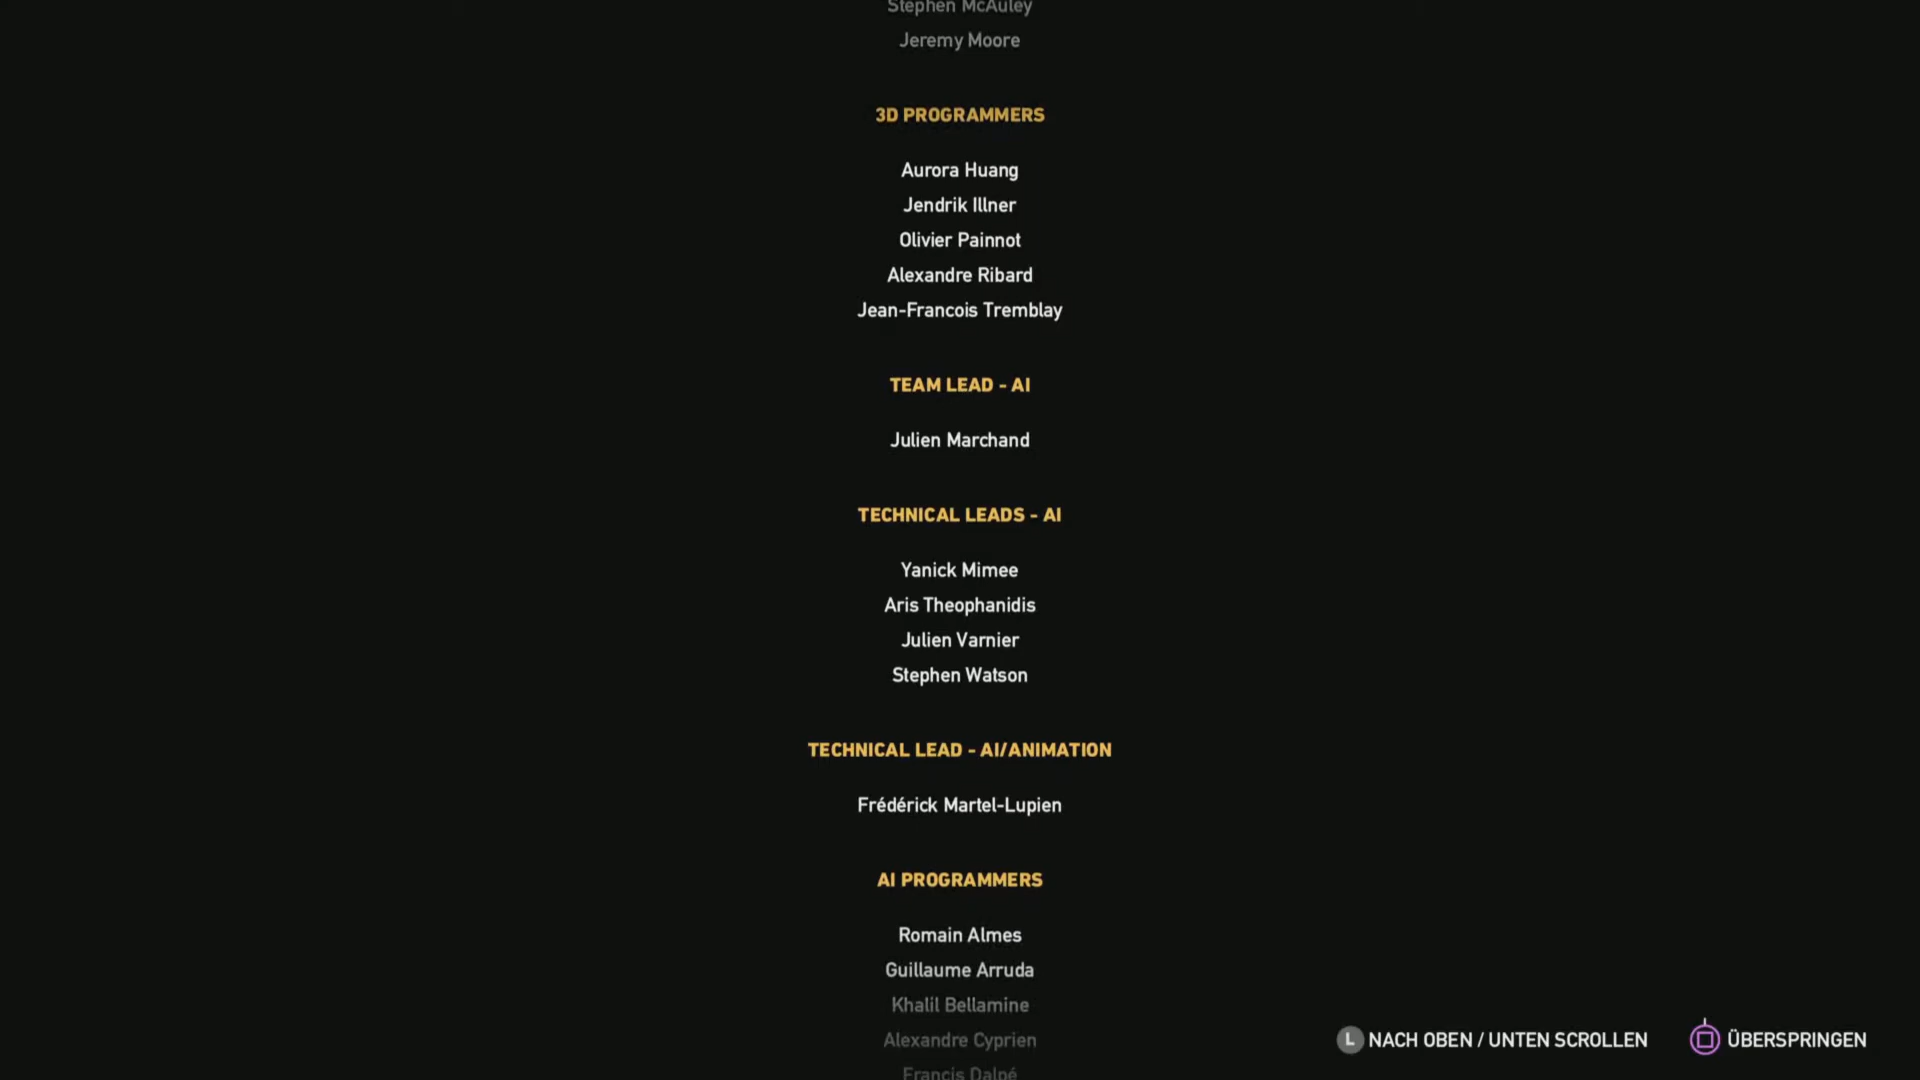 Stephen McAuley
Jeremy Moore
3D PROGRAMMERS
Aurora Huang
Jendrik Illner
Olivier Painnot
Alexandre Ribard
Jean-Francois Tremblay
TEAM LEAD - AI
Julien Marchand
TECHNICAL LEADS - AI
Yanick Mimee
Aris Theophanidis
Julien Varnier
Stephen Watson
TECHNICAL LEAD - AI/ANIMATION
Frédérick Martel-Lupien
AI PROGRAMMERS
Romain Almes
Guillaume Arruda
Khalil Bellamine
Alexandre Cyprien
Francis Dalpé
L NACH OBEN / UNTEN SCROLLEN
ÜBERSPRINGEN